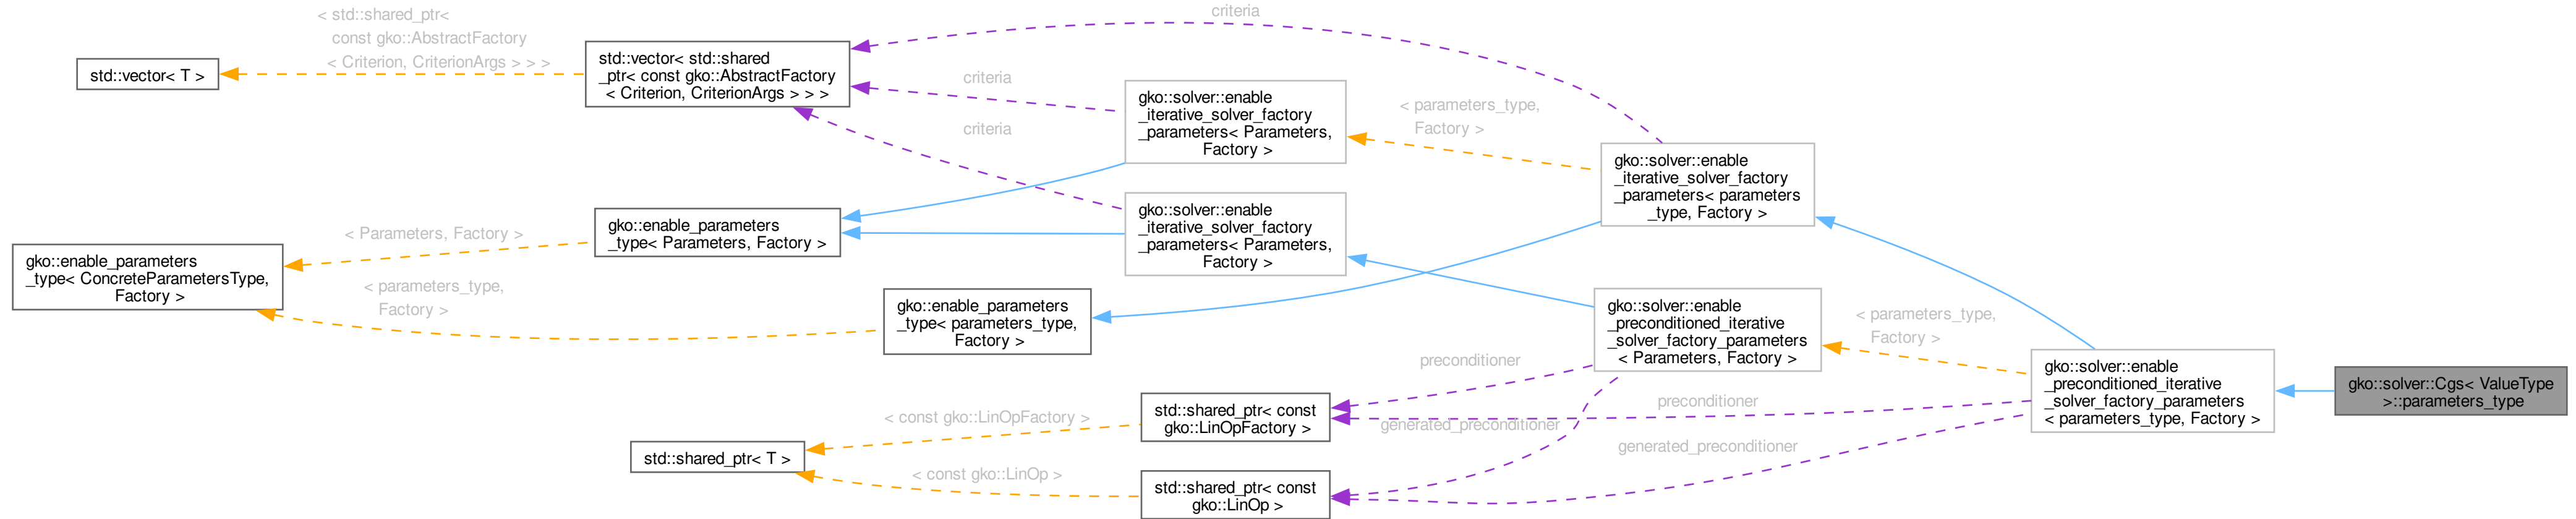 < std::shared_ptr<
const gko::AbstractFactory
< Criterion, CriterionArgs > > >
std::vector< T >
std::vector< std::shared
_ptr< const gko::AbstractFactory
< Criterion, CriterionArgs > > >
criteria
criteria
criteria
gko::solver::enable
_iterative_solver_factory
_parameters< Parameters,
Factory >
< parameters_type,
Factory >
gko::solver::enable
_iterative_solver_factory
_parameters< parameters
_type, Factory >
gko::enable_parameters
_type< ConcreteParametersType,
Factory >
< Parameters, Factory >
gko::enable_parameters
_type< Parameters, Factory >
gko::solver::enable
_iterative_solver_factory
_parameters< Parameters,
Factory >
< parameters_type,
Factory >
gko::enable_parameters
_type< parameters_type,
Factory >
gko::solver::enable
_preconditioned_iterative
_solver_factory_parameters
< Parameters, Factory >
< parameters_type,
Factory >
gko::solver::enable
_preconditioned_iterative
_solver_factory_parameters
< parameters_type, Factory >
gko::solver::Cgs< ValueType
>::parameters_type
preconditioner
preconditioner
generated_preconditioner
generated_preconditioner
std::shared_ptr< T >
< const gko::LinOpFactory >
std::shared_ptr< const
gko::LinOpFactory >
< const gko::LinOp >
std::shared_ptr< const
gko::LinOp >